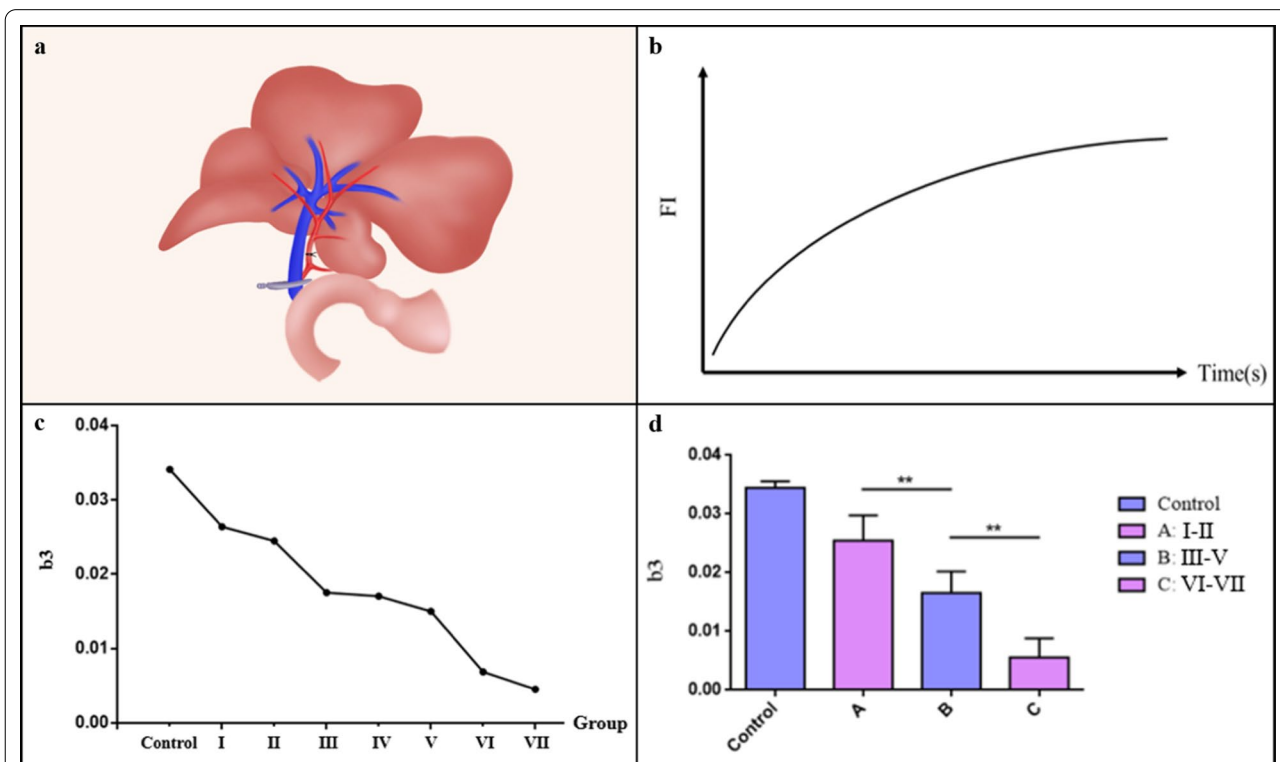 a
b
FI
Time(s)
c
0.04
0.03
0.02
0.01
0.00
b3
Control I II III IV V VI VII
Group
d
0.04
0.03
0.02
0.01
0.00
b3
**
**
Control A B C
Control
A: I-II
B: III-V
C: VI-VII